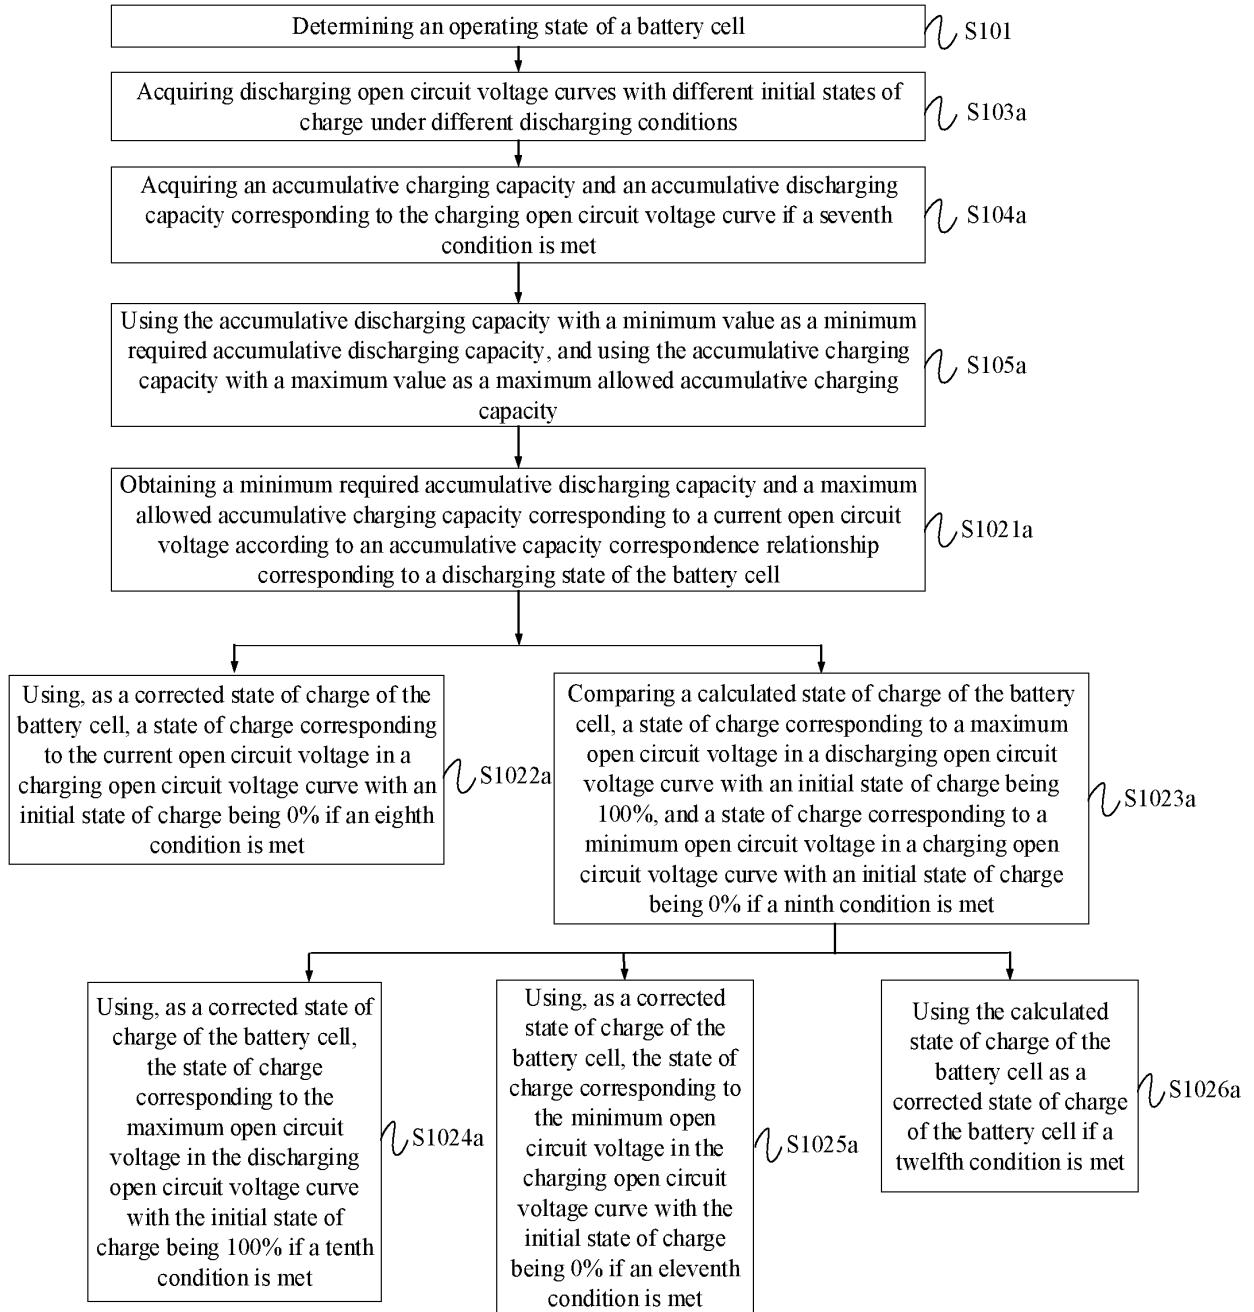 Determining an operating state of a battery cell
S101
Acquiring discharging open circuit voltage curves with different initial states of
charge under different discharging conditions
S103a
Acquiring an accumulative charging capacity and an accumulative discharging
capacity corresponding to the charging open circuit voltage curve if a seventh
condition is met
S104a
Using the accumulative discharging capacity with a minimum value as a minimum
required accumulative discharging capacity, and using the accumulative charging
capacity with a maximum value as a maximum allowed accumulative charging
capacity
S105a
Obtaining a minimum required accumulative discharging capacity and a maximum
allowed accumulative charging capacity corresponding to a current open circuit
voltage according to an accumulative capacity correspondence relationship
corresponding to a discharging state of the battery cell
S1021a
Using, as a corrected state of charge of the
battery cell, a state of charge corresponding
to the current open circuit voltage in a
charging open circuit voltage curve with an
initial state of charge being 0% if an eighth
condition is met
S1022a
Comparing a calculated state of charge of the battery
cell, a state of charge corresponding to a maximum
open circuit voltage in a discharging open circuit
voltage curve with an initial state of charge being
100%, and a state of charge corresponding to a
minimum open circuit voltage in a charging open
circuit voltage curve with an initial state of charge
being 0% if a ninth condition is met
S1023a
Using, as a corrected state of
charge of the battery cell,
the state of charge
corresponding to the
maximum open circuit
voltage in the discharging
open circuit voltage curve
with the initial state of
charge being 100% if a tenth
condition is met
S1024a
Using, as a corrected
state of charge of the
battery cell, the state of
charge corresponding to
the minimum open
circuit voltage in the
charging open circuit
voltage curve with the
initial state of charge
being 0% if an eleventh
condition is met
S1025a
Using the calculated
state of charge of the
battery cell as a
corrected state of charge
of the battery cell if a
twelfth condition is met
S1026a